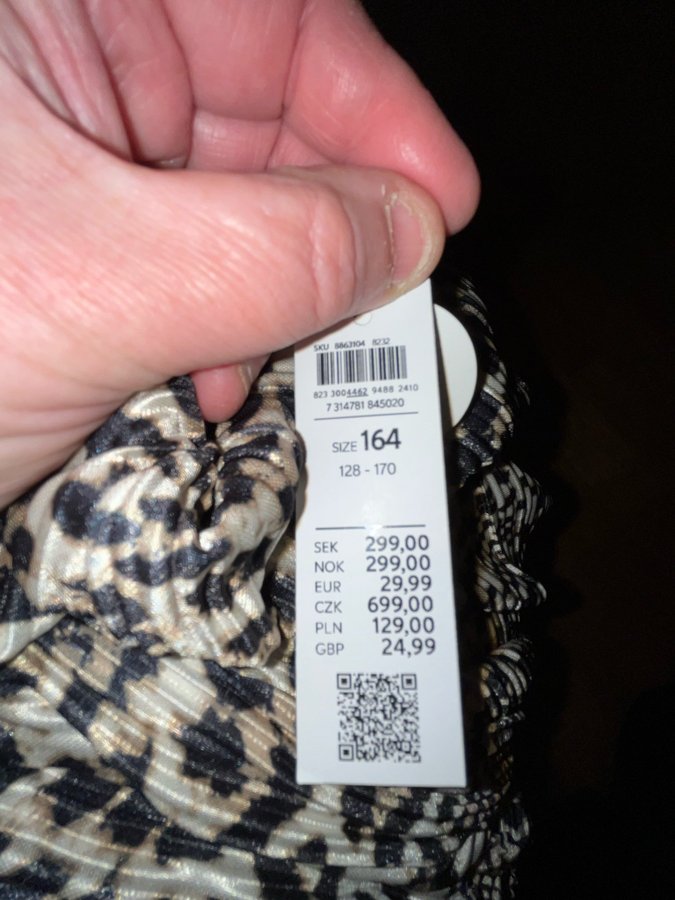 SKU 8863104 8232
823 3004462 9488 2410
7 314781 845020
SIZE 164
128 - 170
SEK 299,00
NOK 299,00
EUR 29,99
CZK 699,00
PLN 129,00
GBP 24,99